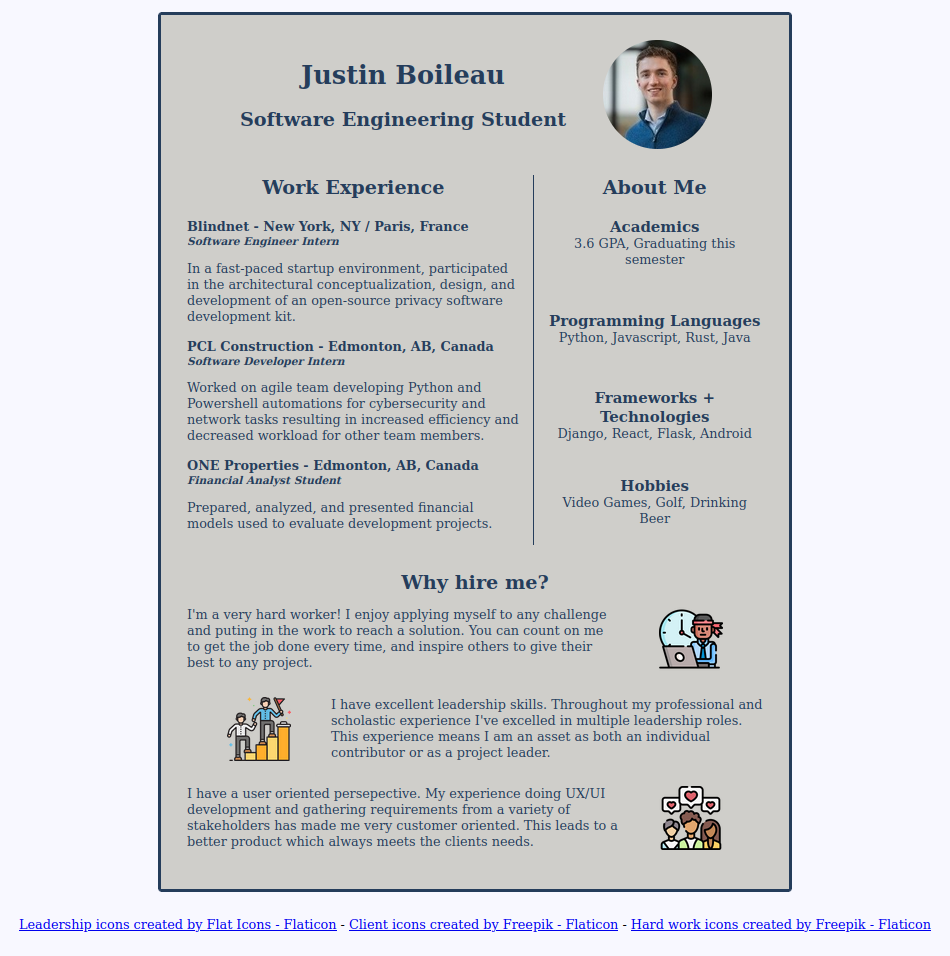 Justin Boileau
Software Engineering Student
Work Experience
Blindnet - New York, NY / Paris, France
Software Engineer Intern
In a fast-paced startup environment, participated
in the architectural conceptualization, design, and
development of an open-source privacy software
development kit.
PCL Construction - Edmonton, AB, Canada
Software Developer Intern
Worked on agile team developing Python and
Powershell automations for cybersecurity and
network tasks resulting in increased efficiency and
decreased workload for other team members.
ONE Properties - Edmonton, AB, Canada
Financial Analyst Student
Prepared, analyzed, and presented financial
models used to evaluate development projects.
About Me
Academics
3.6 GPA, Graduating this
semester
Programming Languages
Python, Javascript, Rust, Java
Frameworks +
Technologies
Django, React, Flask, Android
Hobbies
Video Games, Golf, Drinking
Beer
Why hire me?
I'm a very hard worker! I enjoy applying myself to any challenge
and puting in the work to reach a solution. You can count on me
to get the job done every time, and inspire others to give their
best to any project.
I have excellent leadership skills. Throughout my professional and
scholastic experience I've excelled in multiple leadership roles.
This experience means I am an asset as both an individual
contributor or as a project leader.
I have a user oriented persepective. My experience doing UX/UI
development and gathering requirements from a variety of
stakeholders has made me very customer oriented. This leads to a
better product which always meets the clients needs.
Leadership icons created by Flat Icons - Flaticon - Client icons created by Freepik - Flaticon - Hard work icons created by Freepik - Flaticon